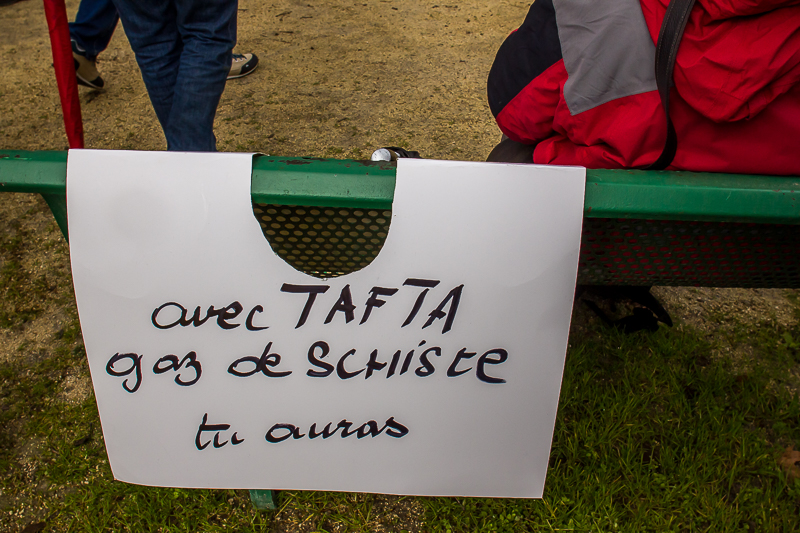 avec TAFTA
gaz de SCHiSte
tu auras